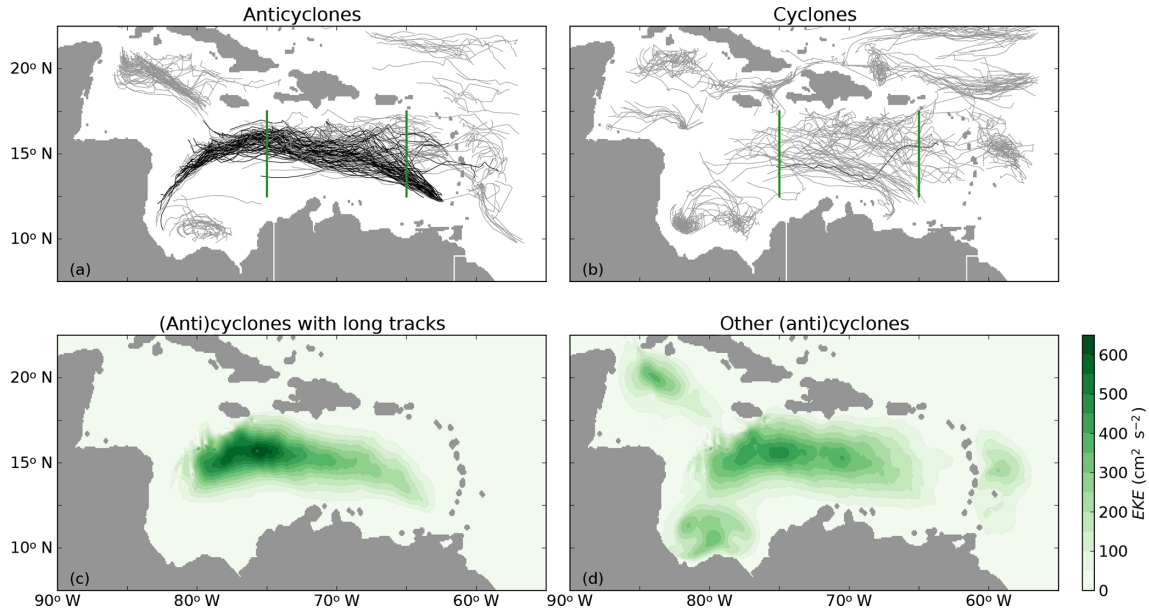 Anticyclones
Cyclones
20° N
15° N
10° N
(a)
(b)
(Anti)cyclones with long tracks
Other (anti)cyclones
20° N
15° N
10° N
(c)
(d)
90° W
80° W
70° W
60° W
90° W
80° W
70° W
60° W
600
500
400
300
200
100
0
EKE (cm² s⁻²)